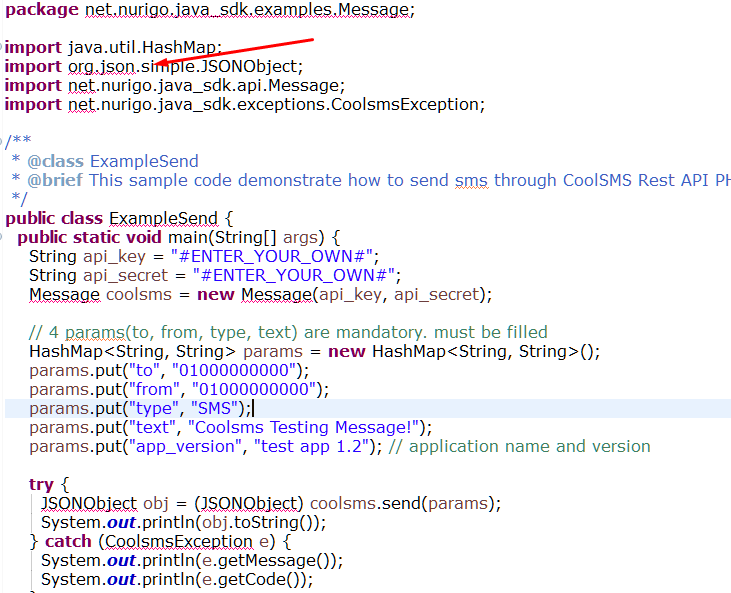 package net.nurigo.java_sdk.examples.Message;
import java.util.HashMap;
import org.json.simple.JSONObject;
import net.nurigo.java_sdk.api.Message;
import net.nurigo.java_sdk.exceptions.CoolsmsException;
/**
 * @class ExampleSend
 * @brief This sample code demonstrate how to send sms through CoolSMS Rest API PH
 */
public class ExampleSend {
  public static void main(String[] args) {
    String api_key = "#ENTER_YOUR_OWN#";
    String api_secret = "#ENTER_YOUR_OWN#";
    Message coolsms = new Message(api_key, api_secret);
    // 4 params(to, from, type, text) are mandatory. must be filled
    HashMap<String, String> params = new HashMap<String, String>();
    params.put("to", "01000000000");
    params.put("from", "01000000000");
    params.put("type", "SMS");
    params.put("text", "Coolsms Testing Message!");
    params.put("app_version", "test app 1.2"); // application name and version
    try {
      JSONObject obj = (JSONObject) coolsms.send(params);
      System.out.println(obj.toString());
    } catch (CoolsmsException e) {
      System.out.println(e.getMessage());
      System.out.println(e.getCode());